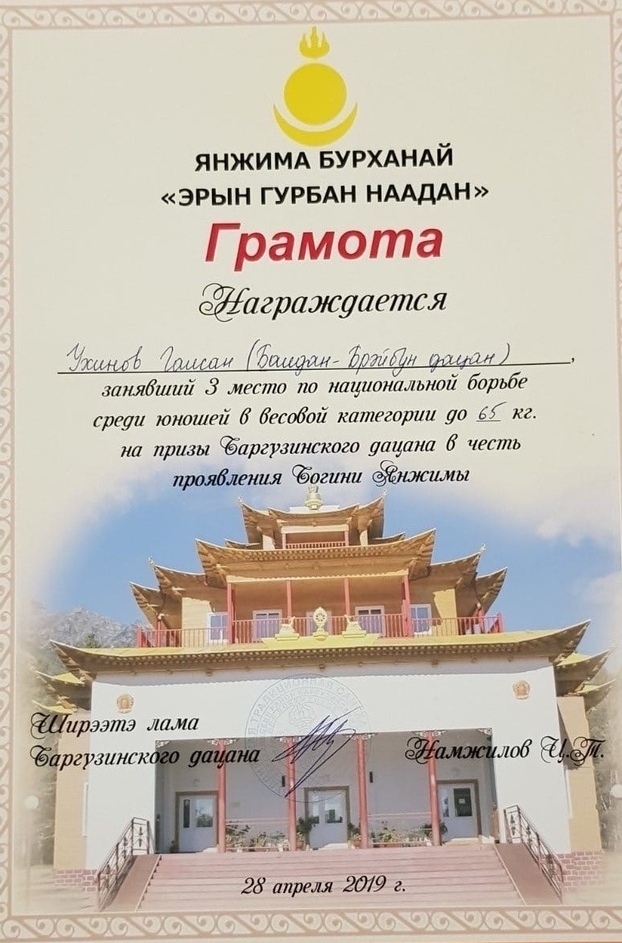 ЯНЖИМА БУРХАНАЙ
«ЭРЫН ГУРБАН НААДАН»
Грамота
Награждается
Ухинов Галсан (Балдан-Брэйбун дацан),
занявший 3 место по национальной борьбе
среди юношей в весовой категории до 65 кг.
на призы Баргузинского дацана в честь
проявления Богини Янжимы
Ширээтэ лама
Баргузинского дацана
Намжилов Ц.Т.
28 апреля 2019 г.